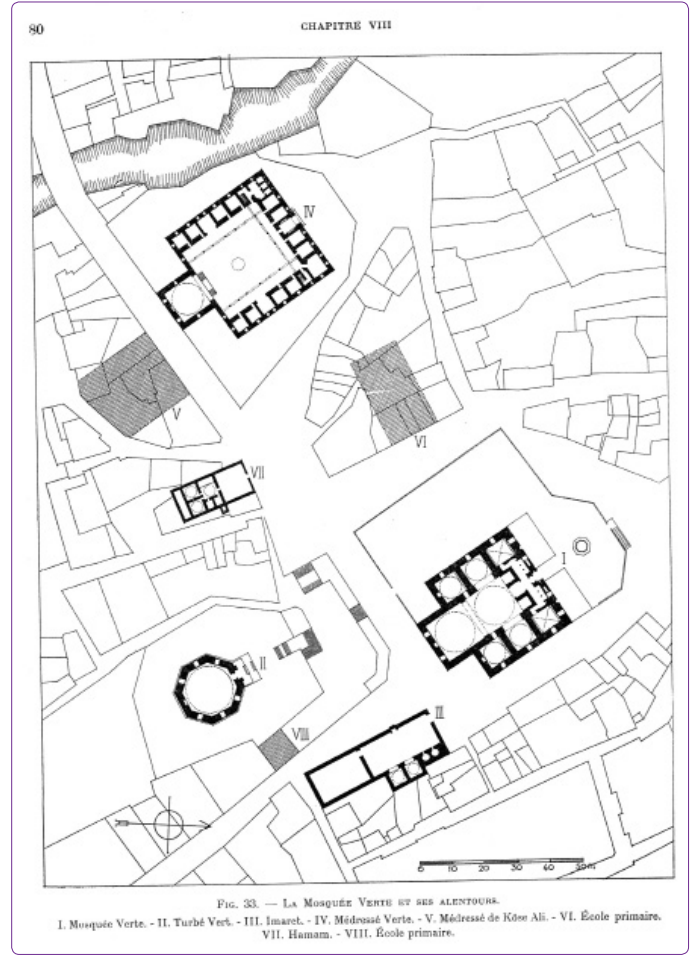 80
CHAPITRE VIII
IV
V
VI
VII
I
II
III
VIII
0 10 20 30 40 50m
FIG. 33. — LA MOSQUÉE VERTE ET SES ALENTOURS.
I. Mosquée Verte. - II. Turbé Vert. - III. Imaret. - IV. Médressé Verte. - V. Médressé de Köse Ali. - VI. École primaire.
VII. Hamam. - VIII. École primaire.